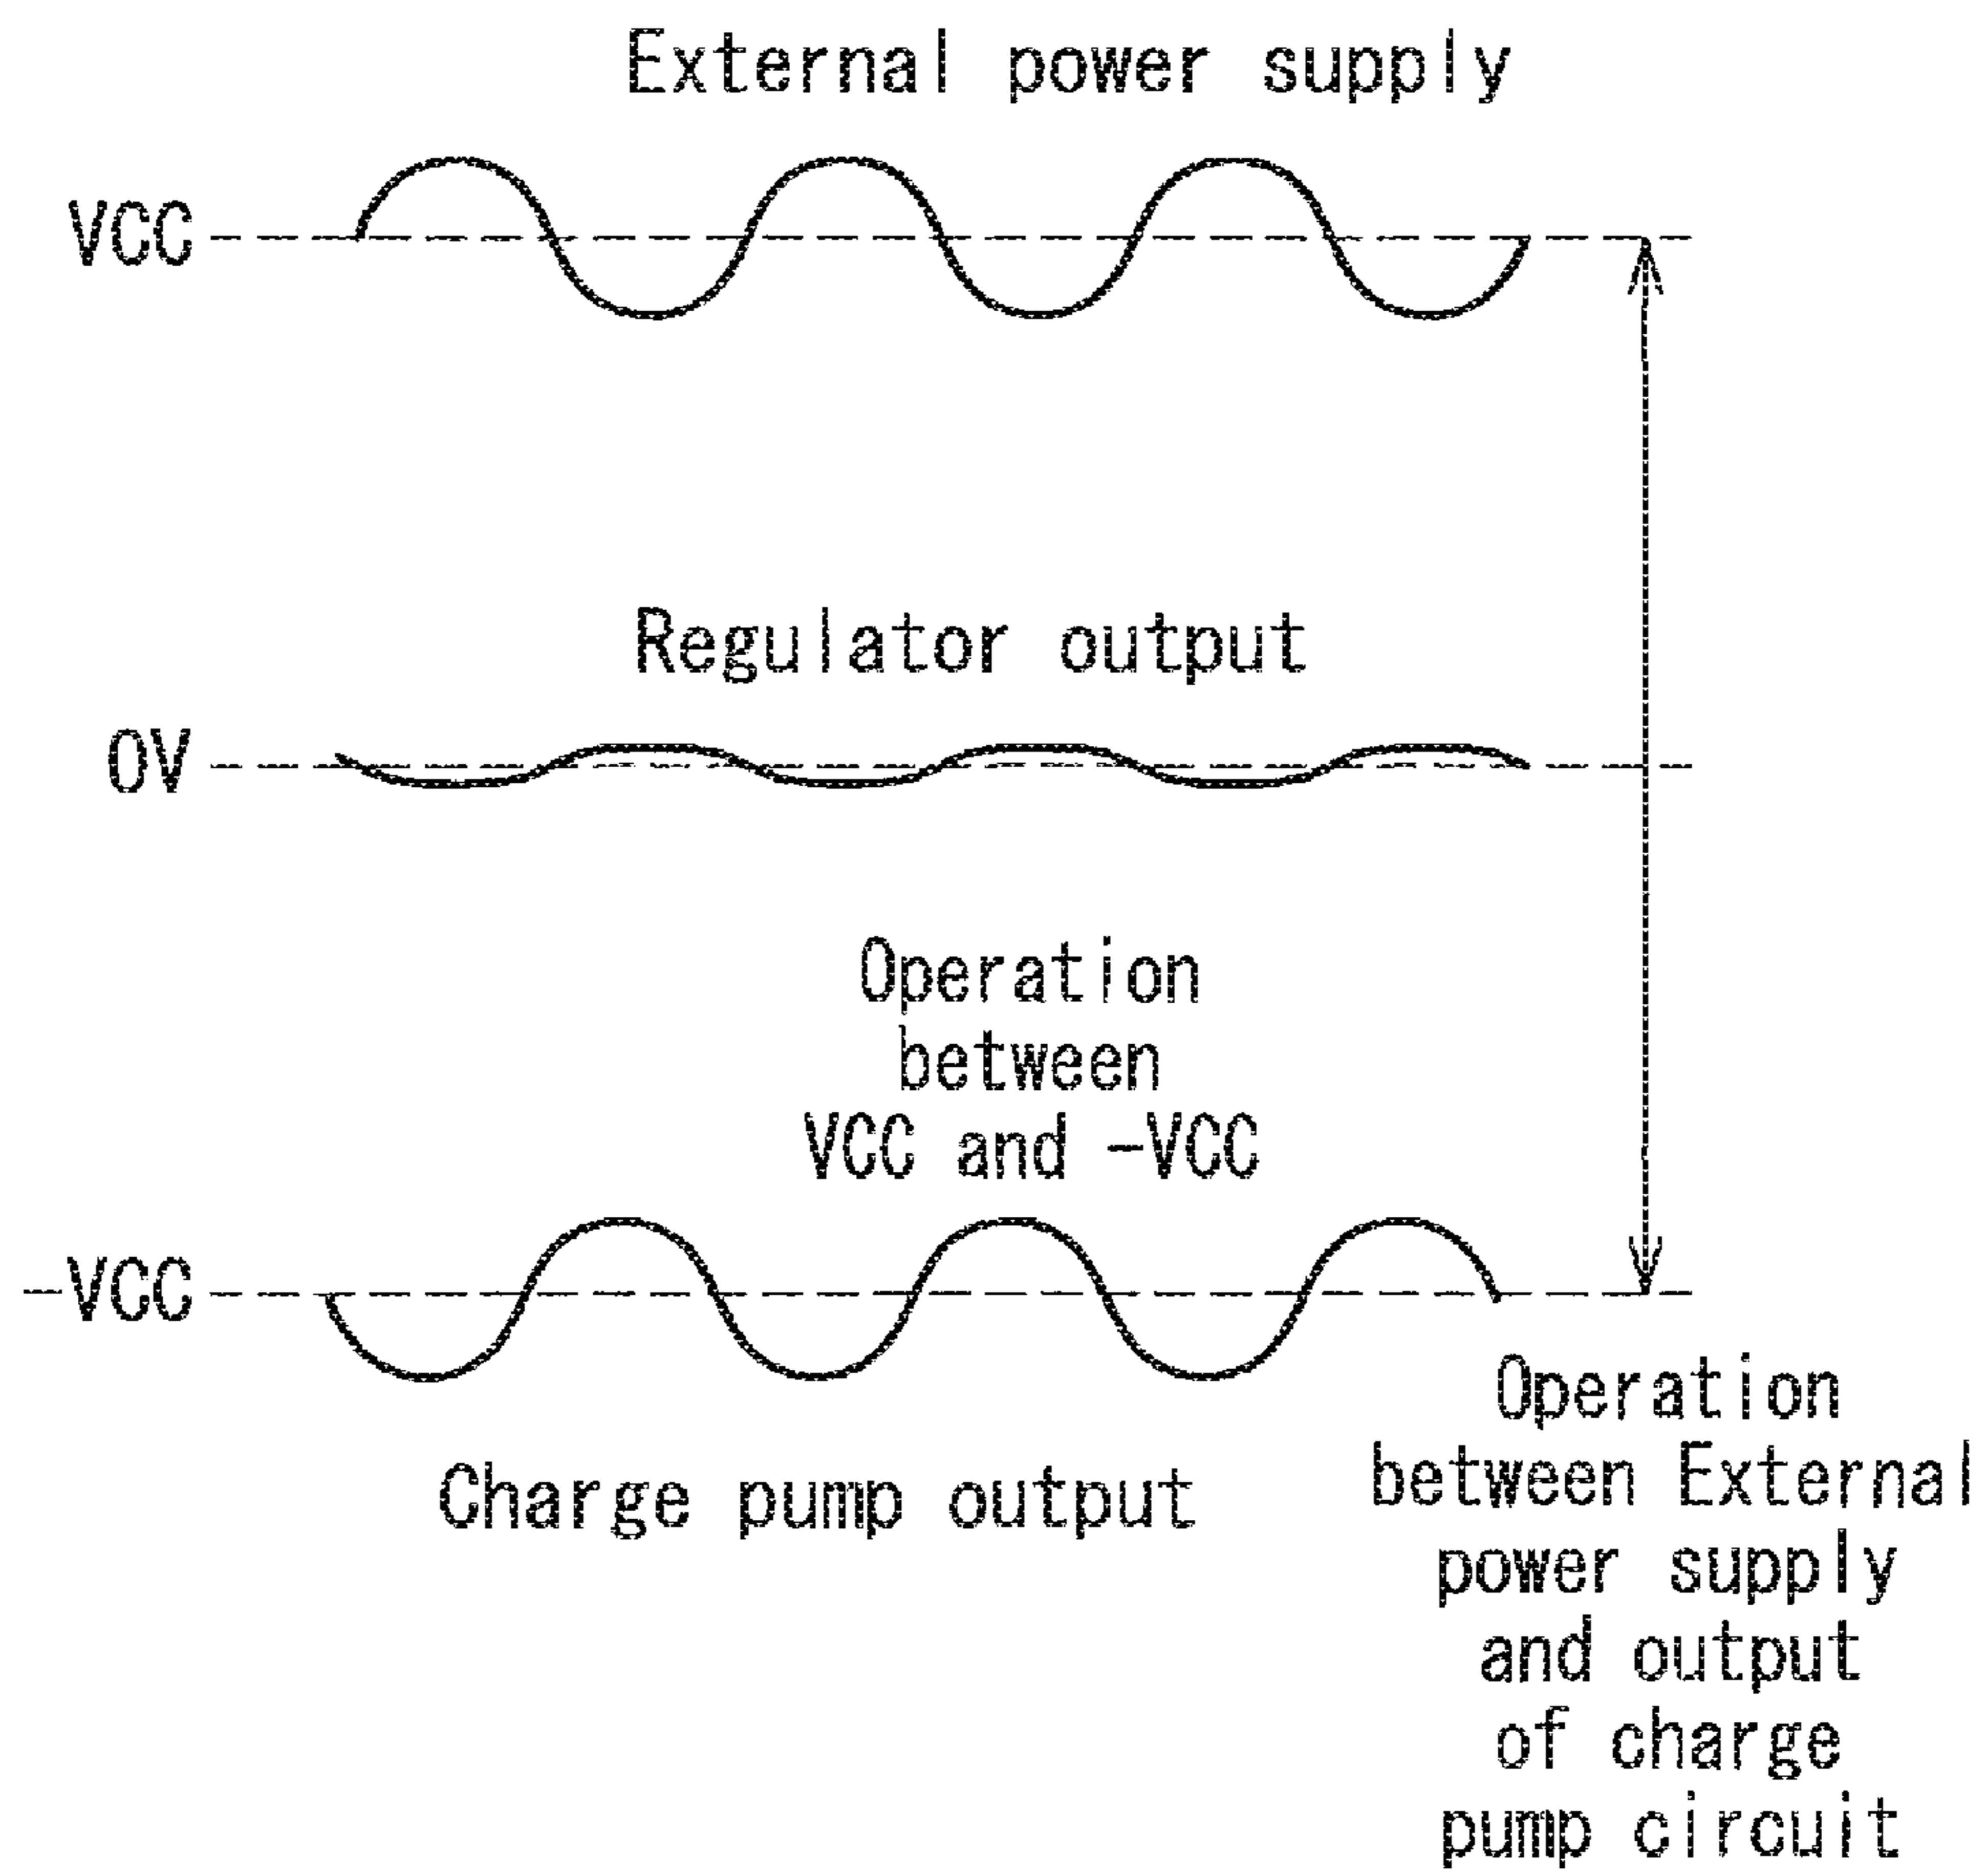 External power supply
VCC
Regulator output
0V
Operation
between
VCC and -VCC
-VCC
Charge pump output
Operation
between External
power supply
and output
of charge
pump circuit